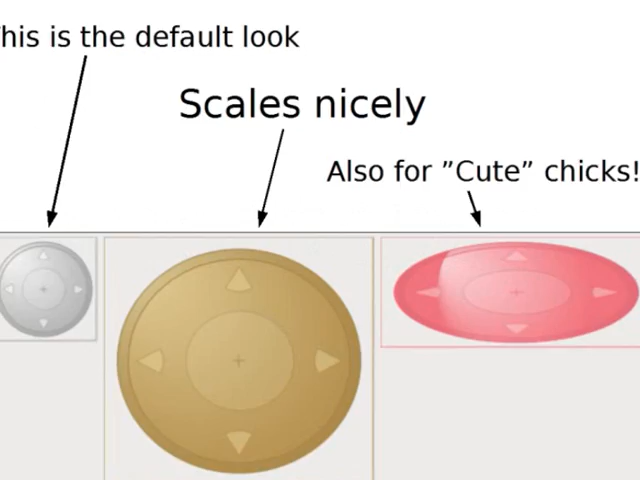 his is the default look
Scales nicely
Also for ”Cute” chicks!